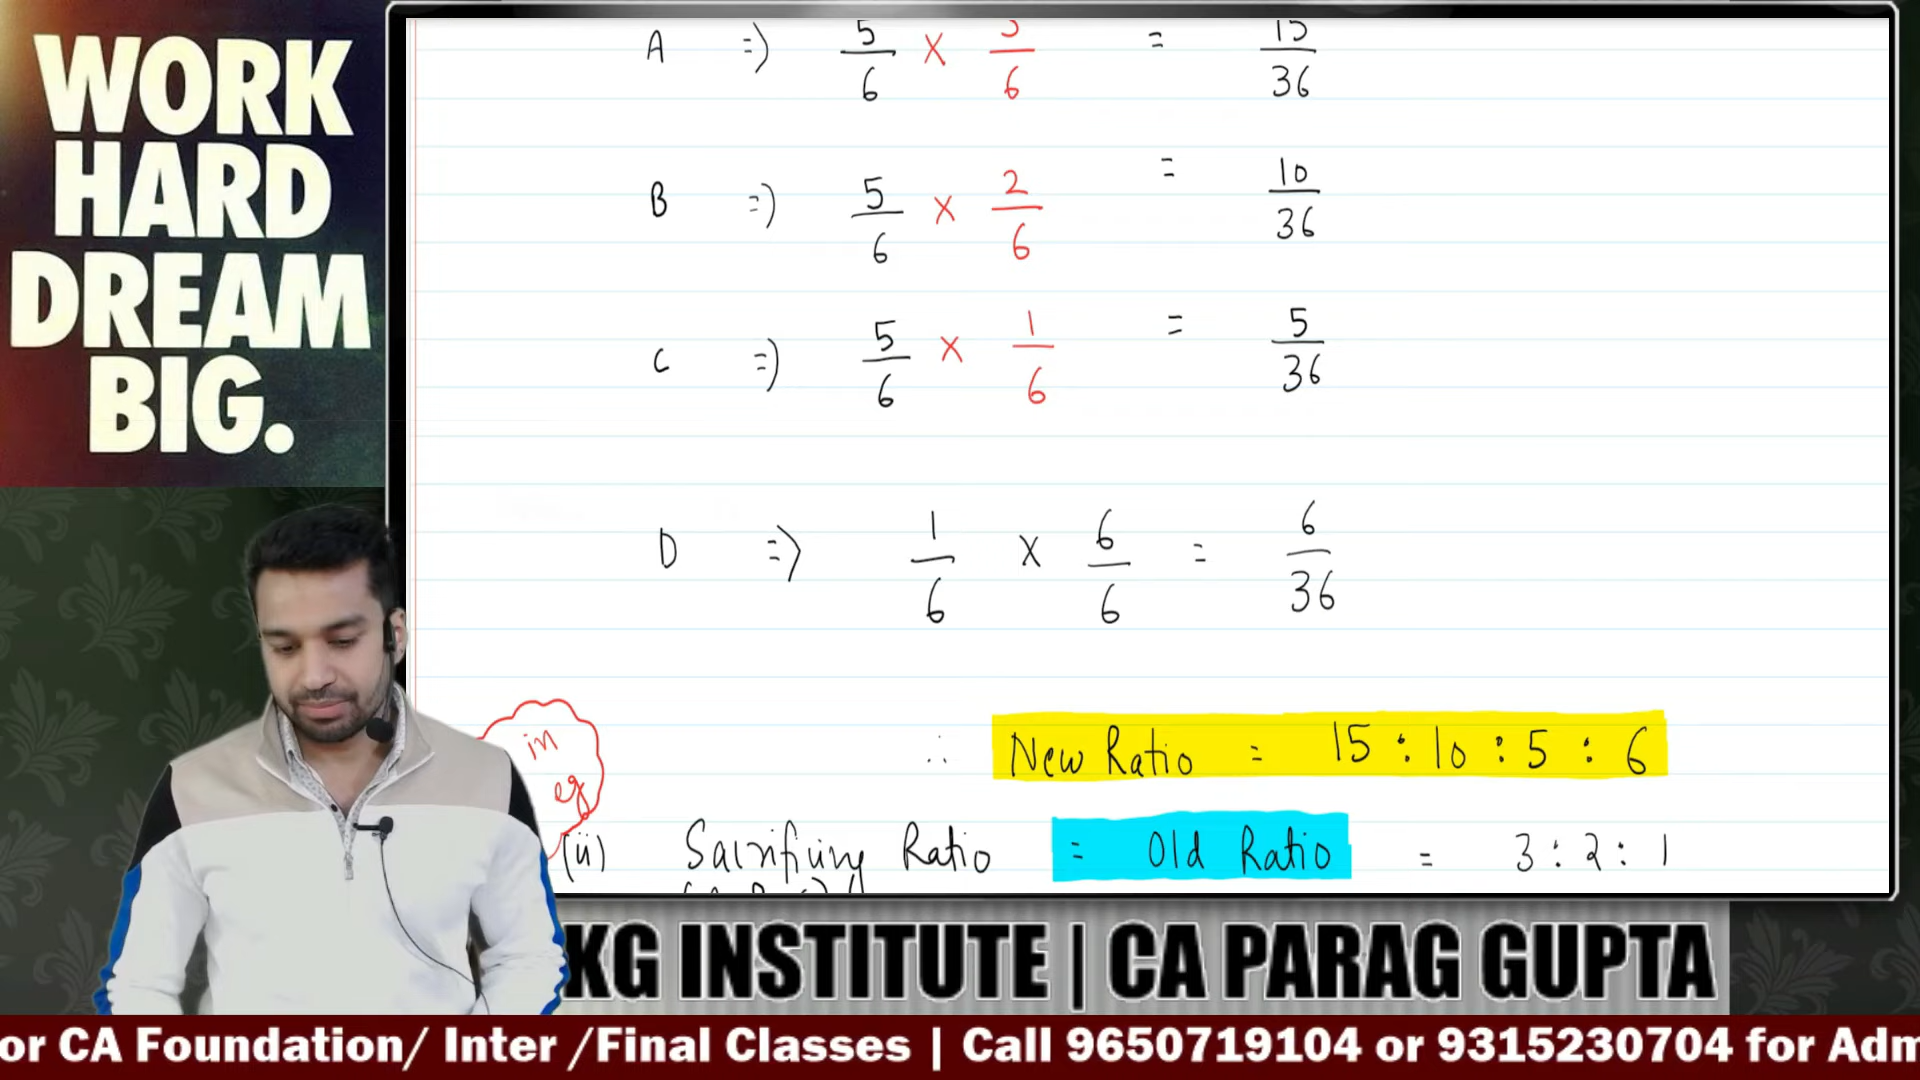 WORK
HARD
DREAM
BIG.
A => 5/6 × 3/6 = 15/36
B => 5/6 × 2/6 = 10/36
C => 5/6 × 1/6 = 5/36
D => 1/6 × 6/6 = 6/36
∴ New Ratio = 15 : 10 : 5 : 6
in
eg
(ii) Sacrificing Ratio = Old Ratio = 3 : 2 : 1
KG INSTITUTE | CA PARAG GUPTA
or CA Foundation/ Inter /Final Classes | Call 9650719104 or 9315230704 for Adm